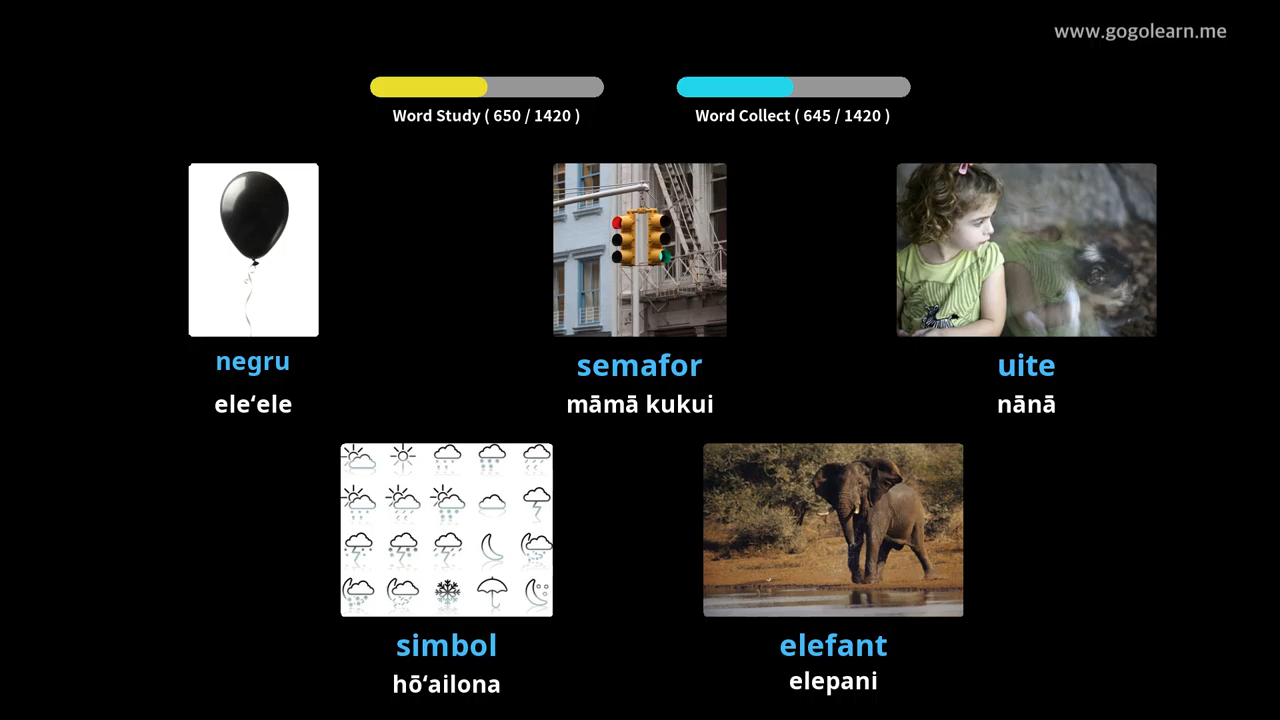 www.gogolearn.me
Word Study ( 650 / 1420 )
Word Collect ( 645 / 1420 )
negru
eleʻele
semafor
māmā kukui
uite
nānā
simbol
hōʻailona
elefant
elepani